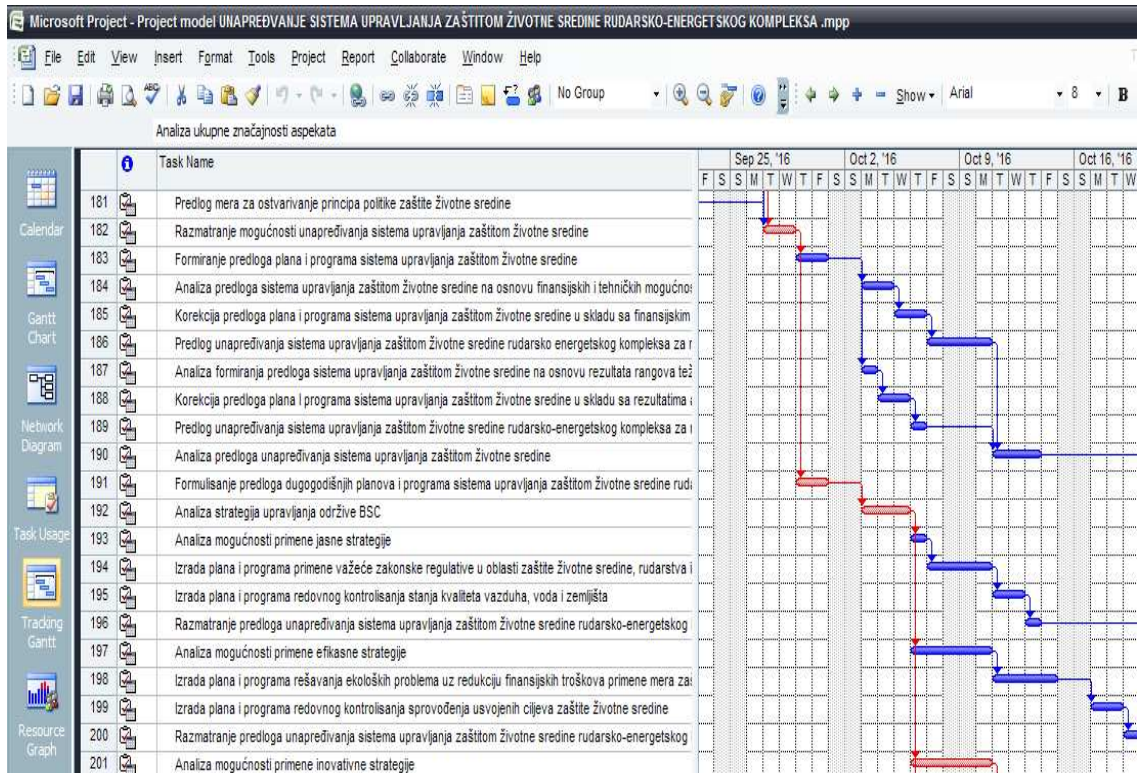 Microsoft Project - Project model UNAPREĐVANJE SISTEMA UPRAVLJANJA ZAŠTITOM ŽIVOTNE SREDINE RUDARSKO-ENERGETSKOG KOMPLEKSA .mpp
File Edit View Insert Format Tools Project Report Collaborate Window Help
No Group Show Arial 8 B
Analiza ukupne značajnosti aspekata
Task Name Sep 25, '16 Oct 2, '16 Oct 9, '16 Oct 16, '16
F S S M T W T F S S M T W T F S S M T W T F S S M T W
181 Predlog mera za ostvarivanje principa politike zaštite životne sredine
Calendar
182 Razmatranje mogućnosti unapređivanja sistema upravljanja zaštitom životne sredine
183 Formiranje predloga plana i programa sistema upravljanja zaštitom životne sredine
184 Analiza predloga sistema upravljanja zaštitom životne sredine na osnovu finansijskih i tehničkih mogućnos
Gantt Chart
185 Korekcija predloga plana i programa sistema upravljanja zaštitom životne sredine u skladu sa finansijskim
186 Predlog unapređivanja sistema upravljanja zaštitom životne sredine rudarsko energetskog kompleksa za r
187 Analiza formiranja predloga sistema upravljanja zaštitom životne sredine na osnovu rezultata rangova tež
188 Korekcija predloga plana I programa sistema upravljanja zaštitom životne sredine u skladu sa rezultatima a
Network Diagram
189 Predlog unapređivanja sistema upravljanja zaštitom životne sredine rudarsko-energetskog kompleksa za r
190 Analiza predloga unapređivanja sistema upravljanja zaštitom životne sredine
191 Formulisanje predloga dugogodišnjih planova i programa sistema upravljanja zaštitom životne sredine ruda
192 Analiza strategija upravljanja održive BSC
Task Usage
193 Analiza mogućnosti primene jasne strategije
194 Izrada plana i programa primene važeće zakonske regulative u oblasti zaštite životne sredine, rudarstva i
195 Izrada plana i programa redovnog kontrolisanja stanja kvaliteta vazduha, voda i zemljišta
196 Razmatranje predloga unapređivanja sistema upravljanja zaštitom životne sredine rudarsko-energetskog
Tracking Gantt
197 Analiza mogućnosti primene efikasne strategije
198 Izrada plana i programa rešavanja ekoloških problema uz redukciju finansijskih troškova primene mera zaš
199 Izrada plana i programa redovnog kontrolisanja sprovođenja usvojenih ciljeva zaštite životne sredine
Resource Graph
200 Razmatranje predloga unapređivanja sistema upravljanja zaštitom životne sredine rudarsko-energetskog
201 Analiza mogućnosti primene inovativne strategije